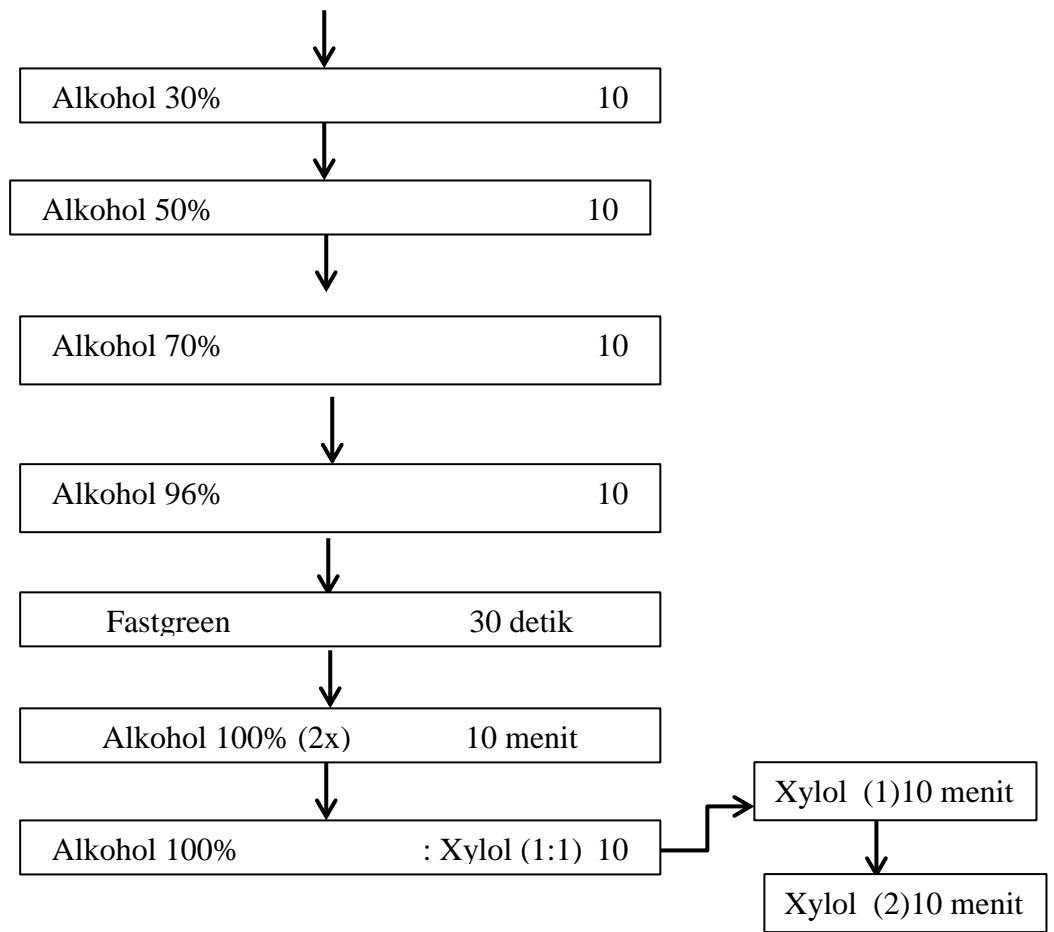 Alkohol 30% 10
Alkohol 50% 10
Alkohol 70% 10
Alkohol 96% 10
Fastgreen 30 detik
Alkohol 100% (2x) 10 menit
Alkohol 100% : Xylol (1:1) 10
Xylol (1)10 menit
Xylol (2)10 menit